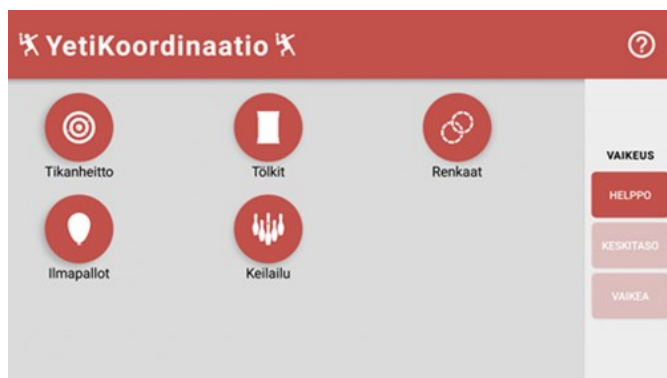 YetiKoordinaatio
Tikanheitto
Tölkit
Renkaat
Ilmapallot
Keilailu
VAIKEUS
HELPPO
KESKITASO
VAIKEA